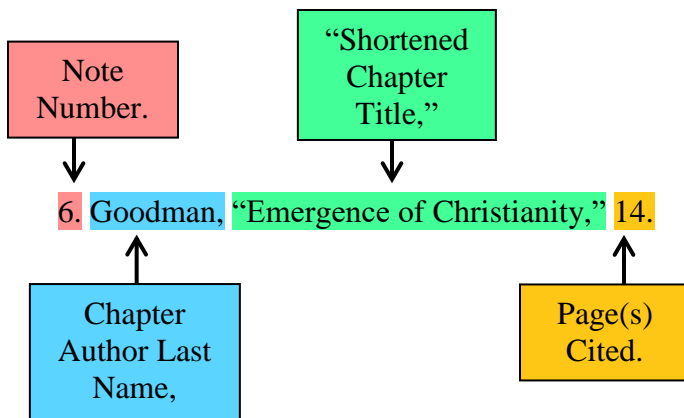 “Shortened
Chapter
Title,”
Note
Number.
6. Goodman, “Emergence of Christianity,” 14.
Chapter
Author Last
Name,
Page(s)
Cited.